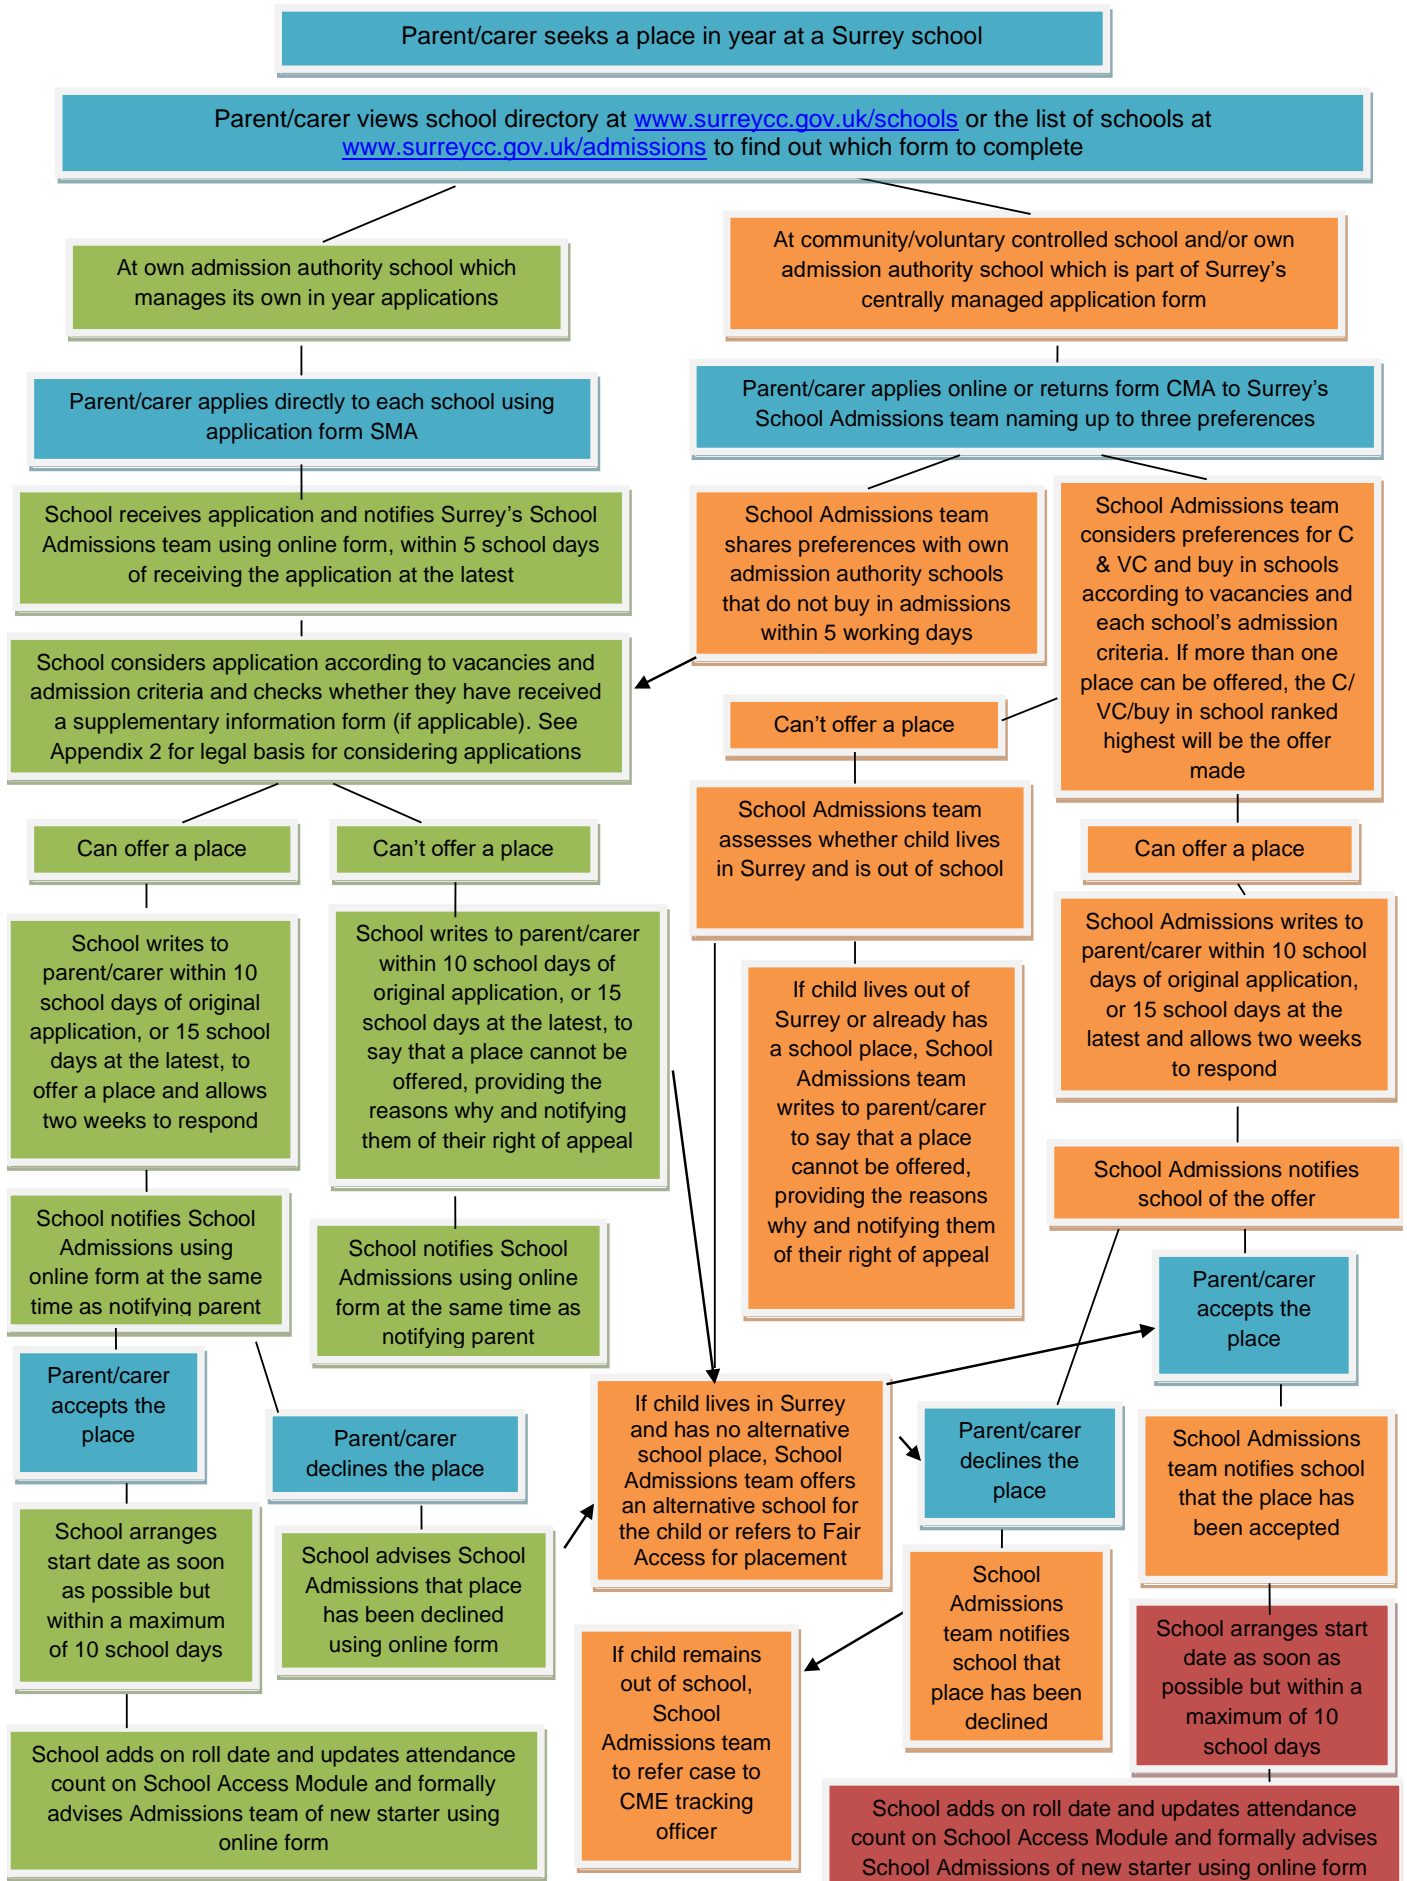 Parent/carer seeks a place in year at a Surrey school
Parent/carer views school directory at www.surreycc.gov.uk/schools or the list of schools at
www.surreycc.gov.uk/admissions to find out which form to complete
At own admission authority school which
manages its own in year applications
At community/voluntary controlled school and/or own
admission authority school which is part of Surrey’s
centrally managed application form
Parent/carer applies directly to each school using
application form SMA
Parent/carer applies online or returns form CMA to Surrey’s
School Admissions team naming up to three preferences
School receives application and notifies Surrey’s School
Admissions team using online form, within 5 school days
of receiving the application at the latest
School Admissions team
shares preferences with own
admission authority schools
that do not buy in admissions
within 5 working days
School Admissions team
considers preferences for C
& VC and buy in schools
according to vacancies and
each school’s admission
criteria. If more than one
place can be offered, the C/
VC/buy in school ranked
highest will be the offer
made
School considers application according to vacancies and
admission criteria and checks whether they have received
a supplementary information form (if applicable). See
Appendix 2 for legal basis for considering applications
Can’t offer a place
School Admissions team
assesses whether child lives
in Surrey and is out of school
Can offer a place
Can’t offer a place
Can offer a place
School writes to
parent/carer within 10
school days of original
application, or 15 school
days at the latest, to
offer a place and allows
two weeks to respond
School writes to parent/carer
within 10 school days of
original application, or 15
school days at the latest, to
say that a place cannot be
offered, providing the
reasons why and notifying
them of their right of appeal
If child lives out of
Surrey or already has
a school place, School
Admissions team
writes to parent/carer
to say that a place
cannot be offered,
providing the reasons
why and notifying them
of their right of appeal
School Admissions writes to
parent/carer within 10 school
days of original application,
or 15 school days at the
latest and allows two weeks
to respond
School Admissions notifies
school of the offer
School notifies School
Admissions using
online form at the same
time as notifying parent
School notifies School
Admissions using online
form at the same time as
notifying parent
Parent/carer
accepts the
place
Parent/carer
accepts the
place
Parent/carer
declines the place
If child lives in Surrey
and has no alternative
school place, School
Admissions team offers
an alternative school for
the child or refers to Fair
Access for placement
Parent/carer
declines the
place
School Admissions
team notifies school
that the place has
been accepted
School arranges
start date as soon
as possible but
within a maximum
of 10 school days
School advises School
Admissions that place
has been declined
using online form
If child remains
out of school,
School
Admissions team
to refer case to
CME tracking
officer
School
Admissions
team notifies
school that
place has been
declined
School arranges start
date as soon as
possible but within a
maximum of 10
school days
School adds on roll date and updates attendance
count on School Access Module and formally
advises Admissions team of new starter using
online form
School adds on roll date and updates attendance
count on School Access Module and formally advises
School Admissions of new starter using online form